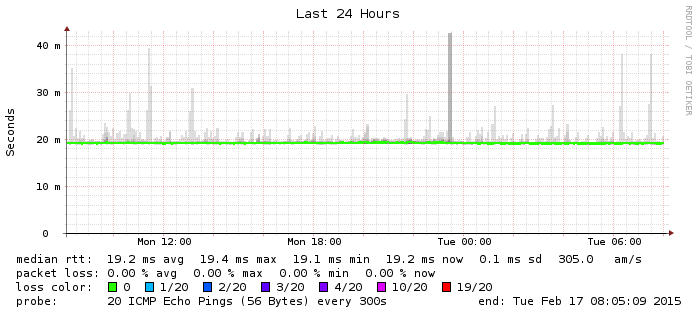 Last 24 Hours
RRDTOOL / TOBI OETIKER
Seconds
40 m
30 m
20 m
10 m
0
Mon 12:00 Mon 18:00 Tue 00:00 Tue 06:00
median rtt: 19.2 ms avg 19.4 ms max 19.1 ms min 19.2 ms now 0.1 ms sd 305.0 am/s
packet loss: 0.00 % avg 0.00 % max 0.00 % min 0.00 % now
loss color: 0 1/20 2/20 3/20 4/20 10/20 19/20
probe: 20 ICMP Echo Pings (56 Bytes) every 300s end: Tue Feb 17 08:05:09 2015